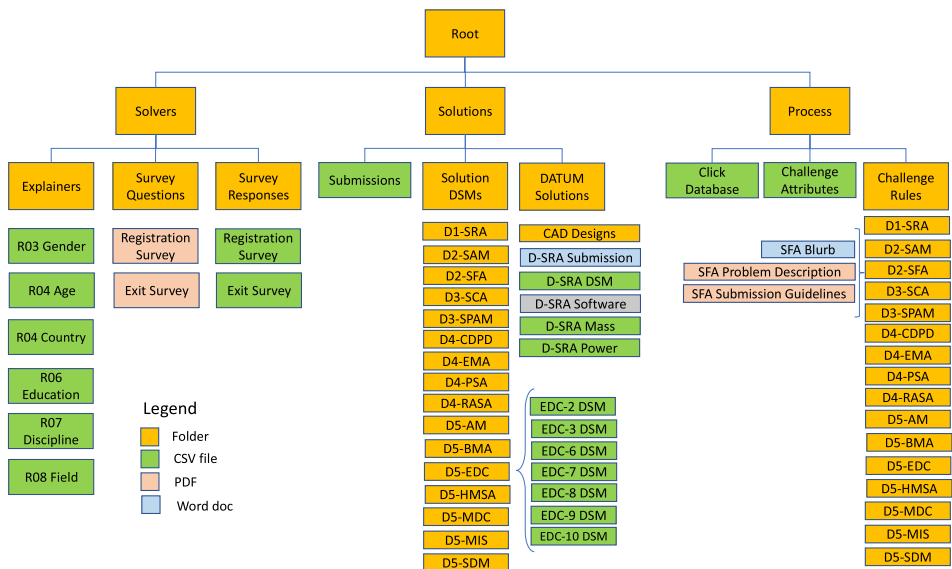 Root
Solvers
Solutions
Process
Explainers
Survey
Questions
Survey
Responses
Submissions
Solution
DSMs
DATUM
Solutions
Click
Database
Challenge
Attributes
Challenge
Rules
R03 Gender
R04 Age
R04 Country
R06
Education
R07
Discipline
R08 Field
Registration
Survey
Exit Survey
Registration
Survey
Exit Survey
Legend
Folder
CSV file
PDF
Word doc
D1-SRA
D2-SAM
D2-SFA
D3-SCA
D3-SPAM
D4-CDPD
D4-EMA
D4-PSA
D4-RASA
D5-AM
D5-BMA
D5-EDC
D5-HMSA
D5-MDC
D5-MIS
D5-SDM
CAD Designs
D-SRA Submission
D-SRA DSM
D-SRA Software
D-SRA Mass
D-SRA Power
EDC-2 DSM
EDC-3 DSM
EDC-6 DSM
EDC-7 DSM
EDC-8 DSM
EDC-9 DSM
EDC-10 DSM
SFA Blurb
SFA Problem Description
SFA Submission Guidelines
D1-SRA
D2-SAM
D2-SFA
D3-SCA
D3-SPAM
D4-CDPD
D4-EMA
D4-PSA
D4-RASA
D5-AM
D5-BMA
D5-EDC
D5-HMSA
D5-MDC
D5-MIS
D5-SDM